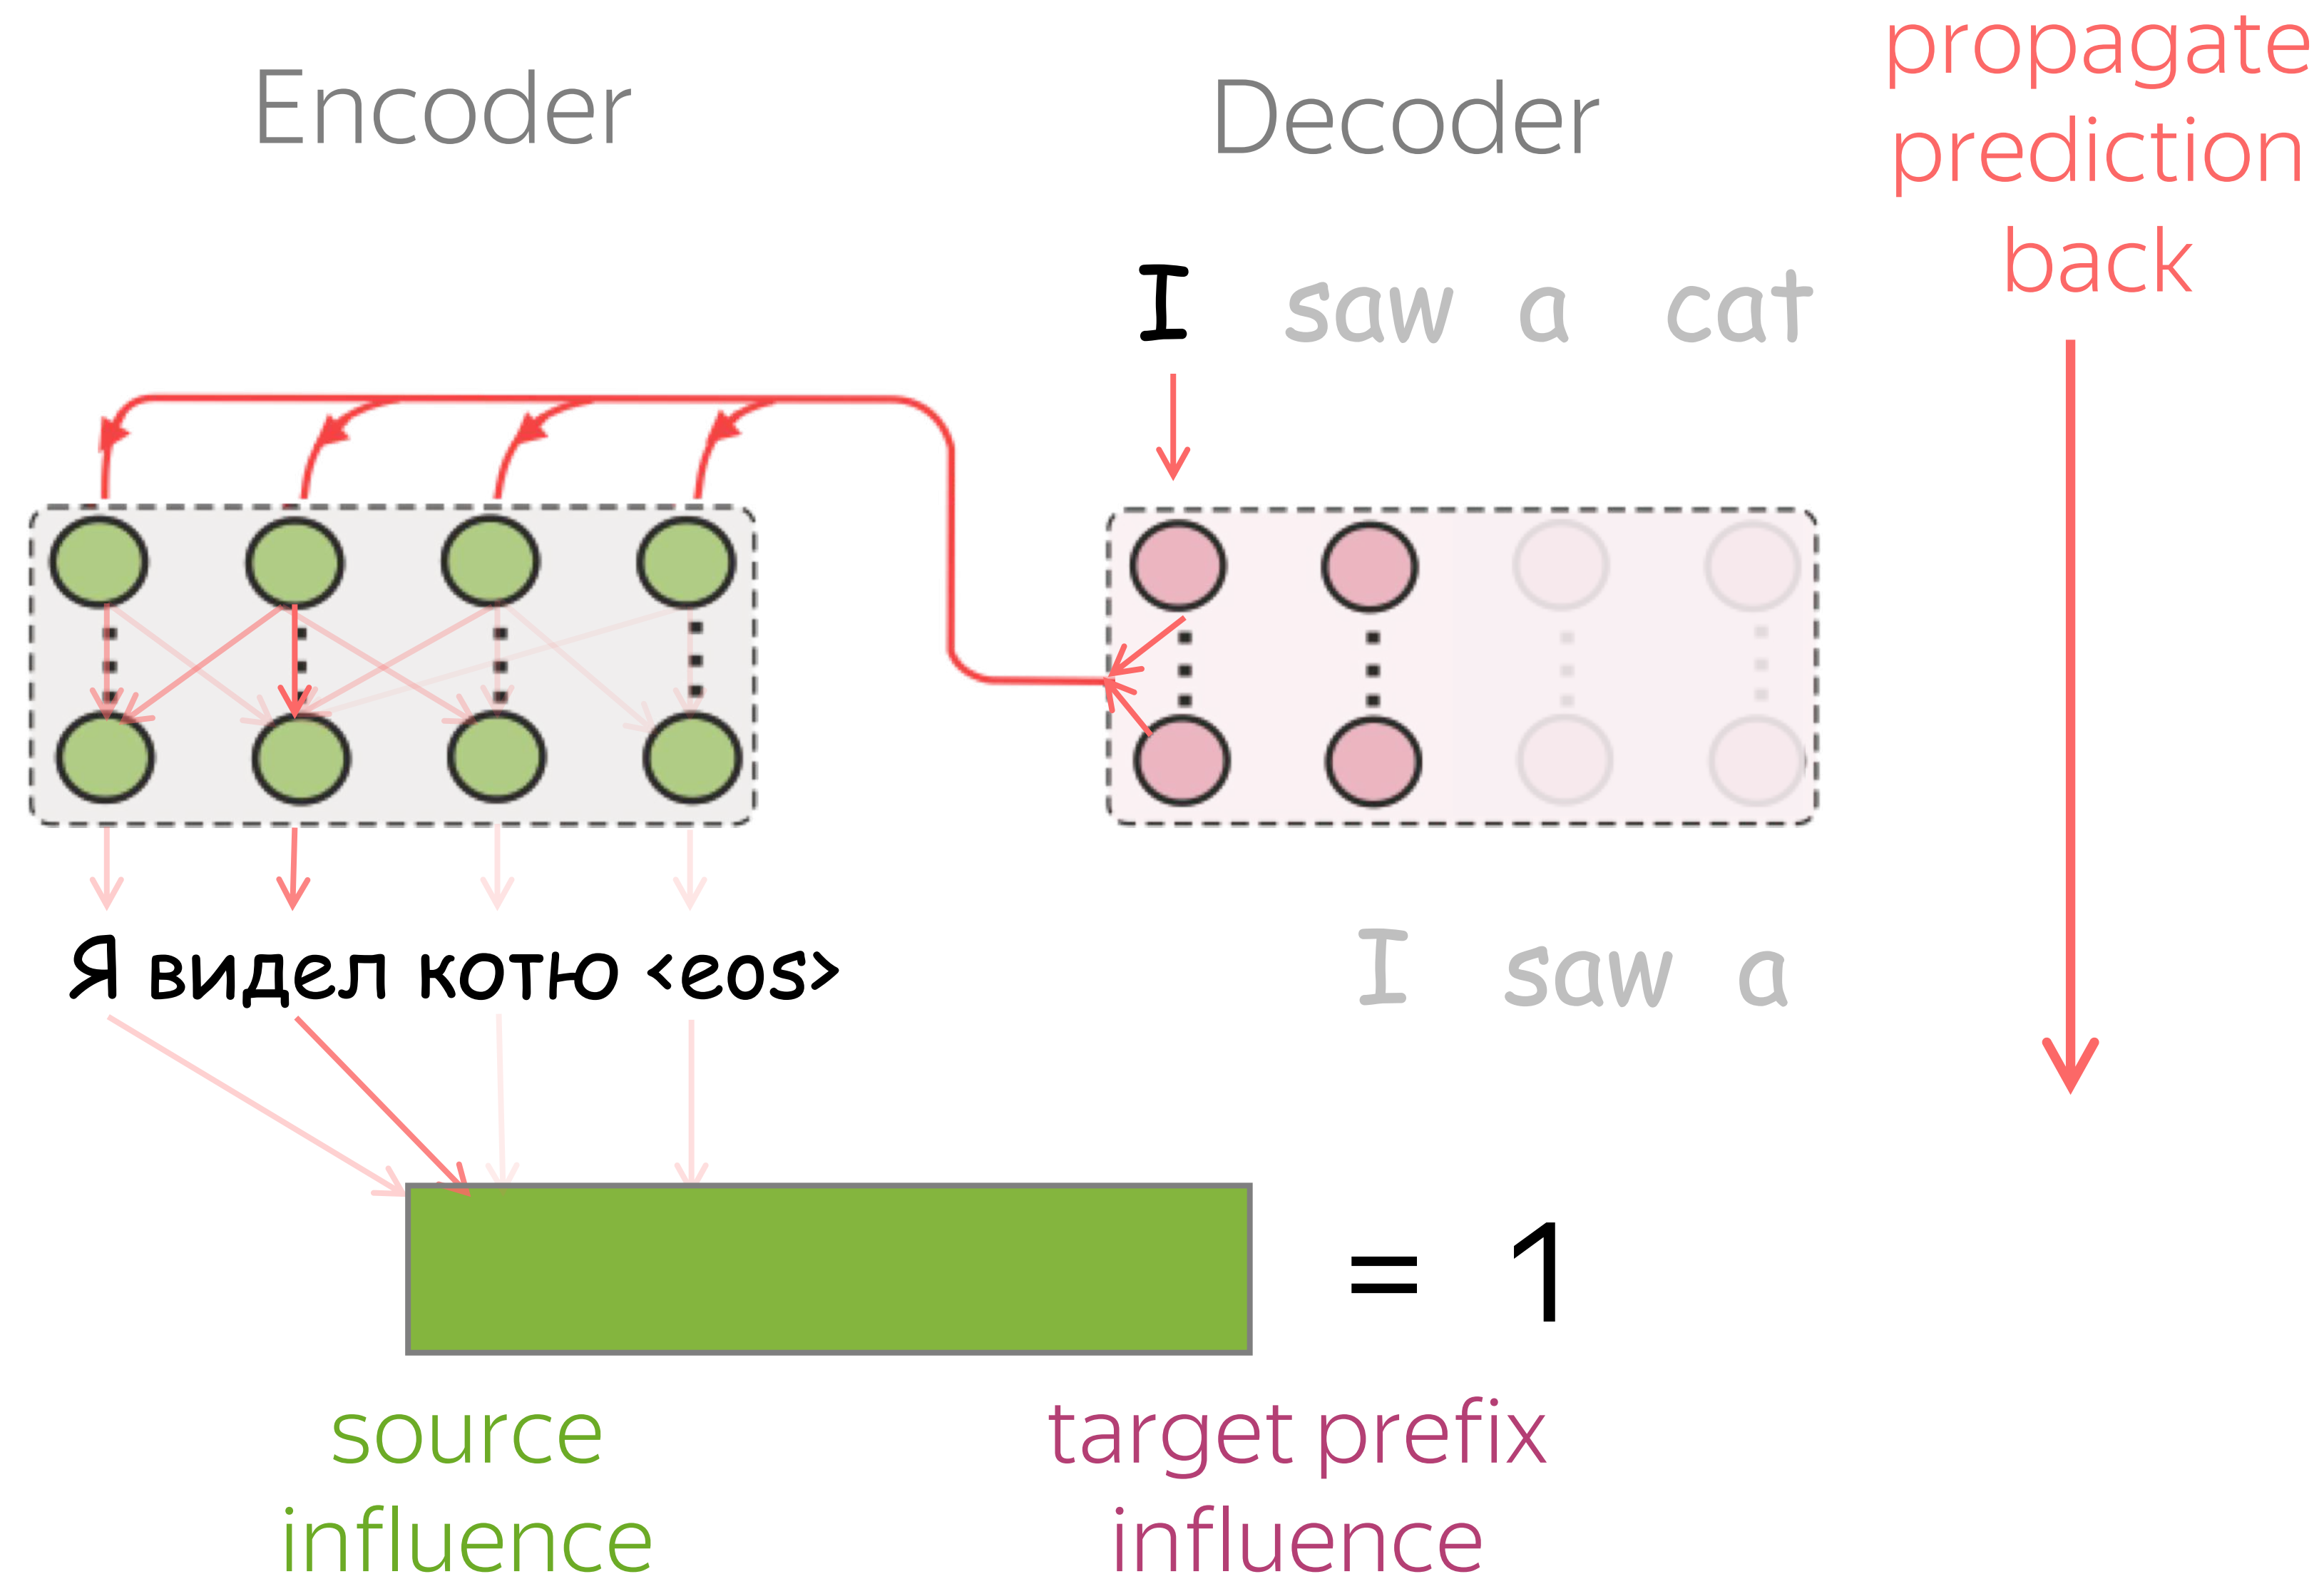 Encoder
Decoder
propagate
prediction
back
I saw a cat
Я видел котю <eos>
I saw a
= 1
source
influence
target prefix
influence